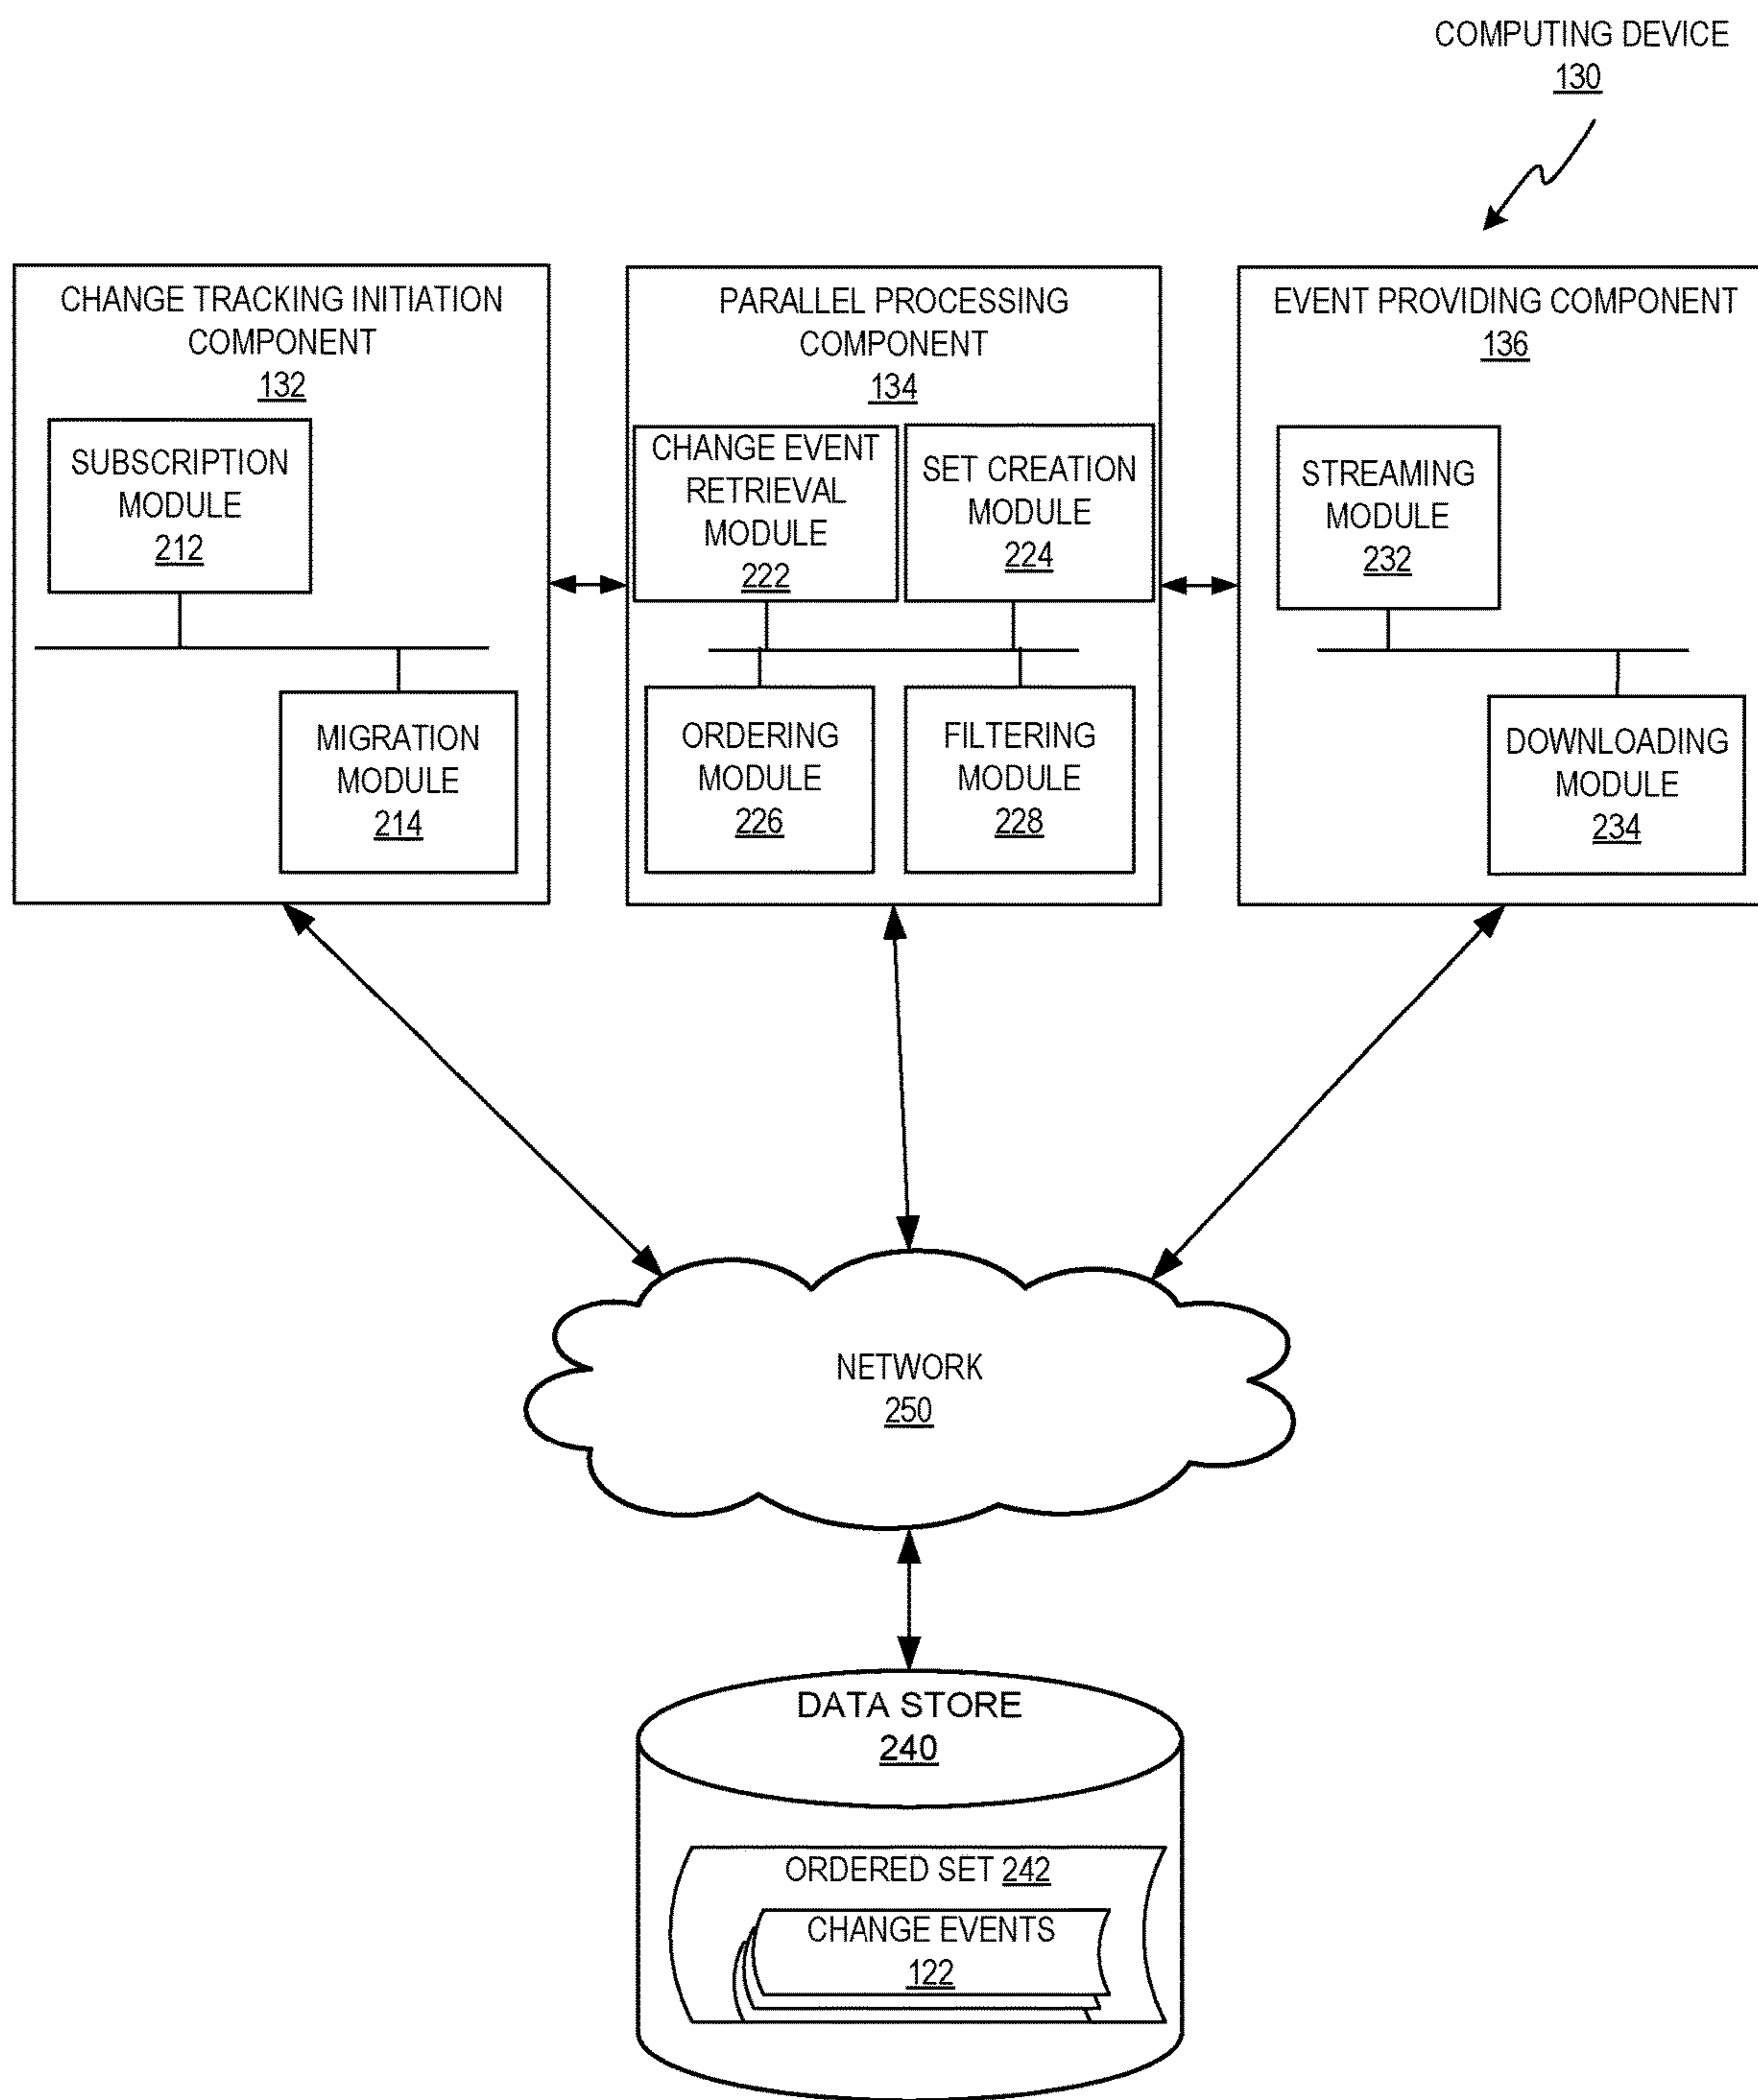 COMPUTING DEVICE
130
CHANGE TRACKING INITIATION
COMPONENT
132
SUBSCRIPTION
MODULE
212
MIGRATION
MODULE
214
PARALLEL PROCESSING
COMPONENT
134
CHANGE EVENT
RETRIEVAL
MODULE
222
SET CREATION
MODULE
224
ORDERING
MODULE
226
FILTERING
MODULE
228
EVENT PROVIDING COMPONENT
136
STREAMING
MODULE
232
DOWNLOADING
MODULE
234
NETWORK
250
DATA STORE
240
ORDERED SET 242
CHANGE EVENTS
122